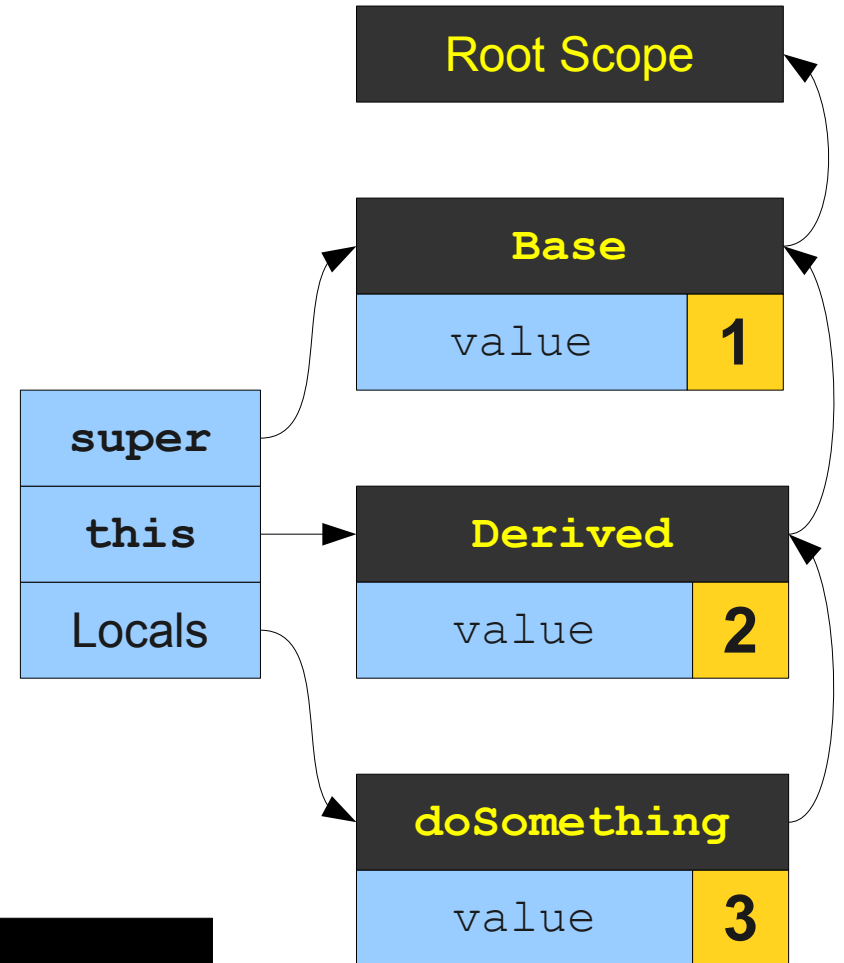 Root Scope
Base
value 1
super
this
Locals
Derived
value 2
doSomething
value 3